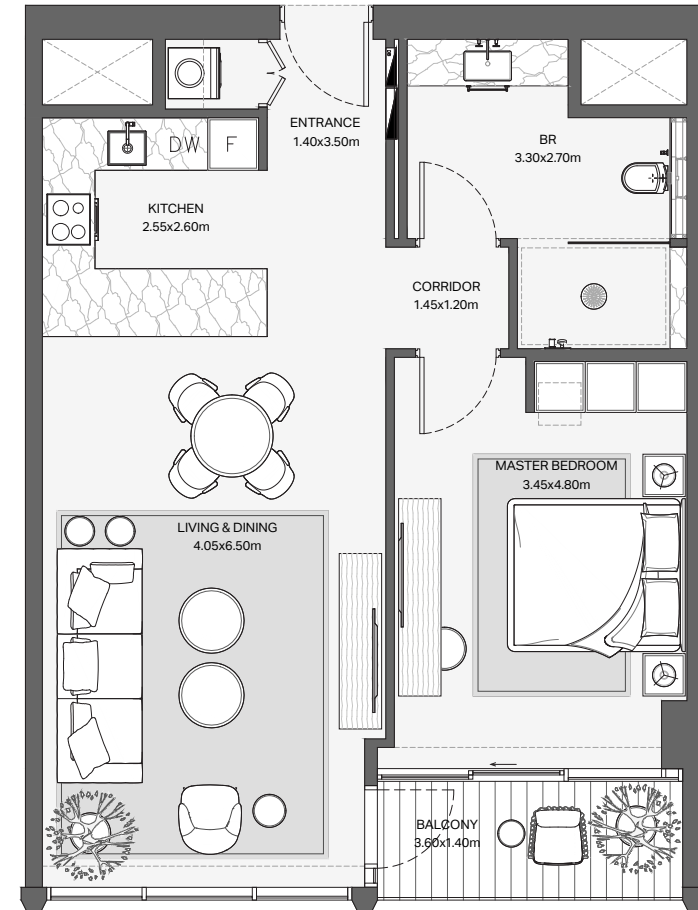 ENTRANCE
1.40x3.50m
DW
F
BR
3.30x2.70m
KITCHEN
2.55x2.60m
CORRIDOR
1.45x1.20m
MASTER BEDROOM
3.45x4.80m
LIVING & DINING
4.05x6.50m
BALCONY
3.60x1.40m